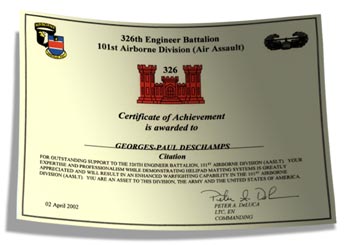 326th Engineer Battalion
101st Airborne Division (Air Assault)
326
Certificate of Achievement
is awarded to
GEORGES-PAUL DESCHAMPS
Citation
FOR OUTSTANDING SUPPORT TO THE 326TH ENGINEER BATTALION, 101ST AIRBORNE DIVISION (AASLT). YOUR
EXPERTISE AND PROFESSIONALISM WHILE DEMONSTRATING HELIPAD MATTING SYSTEMS IS GREATLY
APPRECIATED AND WILL RESULT IN AN ENHANCED WARFIGHTING CAPABILITY IN THE 101ST AIRBORNE
DIVISION (AASLT). YOU ARE AN ASSET TO THIS DIVISION, THE ARMY AND THE UNITED STATES OF AMERICA.
02 April 2002
PETER A. DeLUCA
LTC, EN
COMMANDING